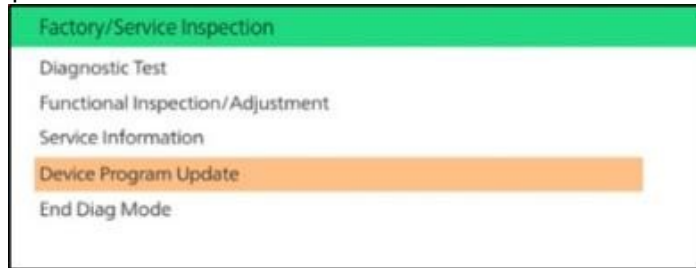 Factory/Service Inspection
Diagnostic Test
Functional Inspection/Adjustment
Service Information
Device Program Update
End Diag Mode